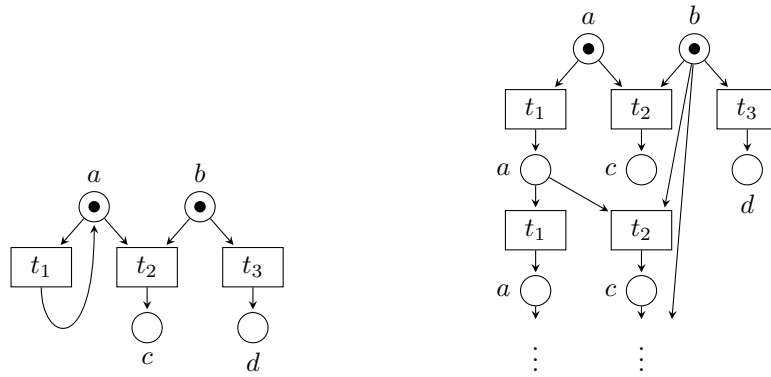 a b
t₁ t₂ t₃
c d
a b
t₁ t₂ t₃
a c d
t₁ t₂
a c
⋮ ⋮